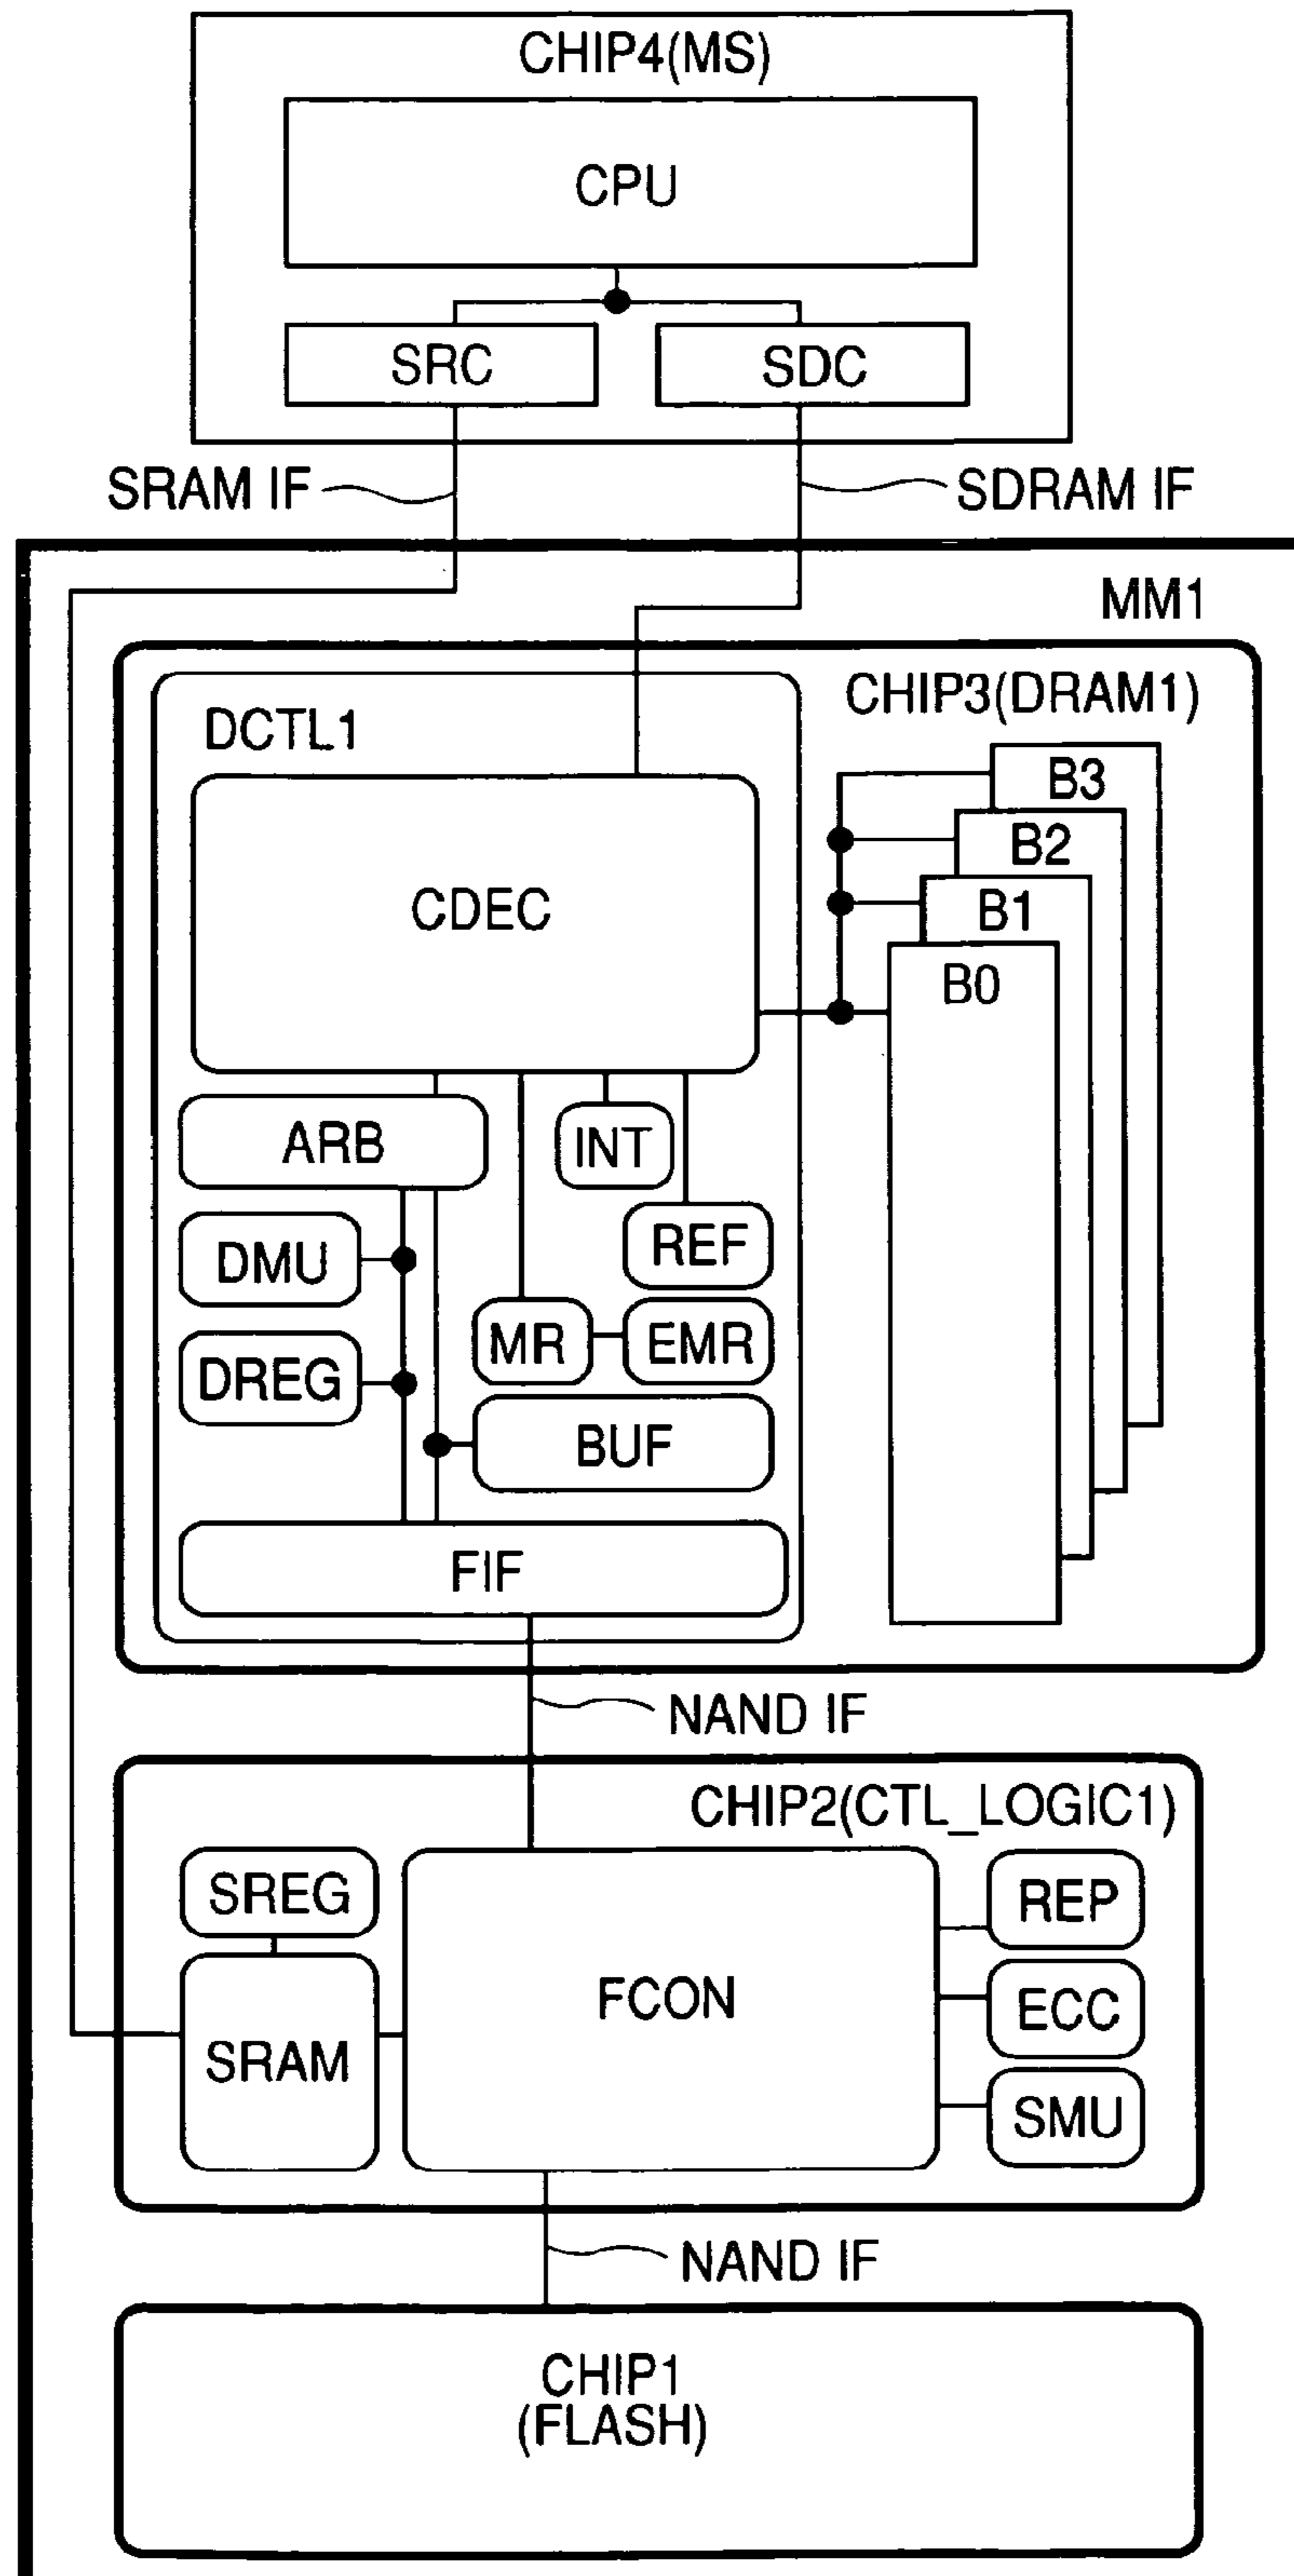 CHIP4(MS)
CPU
SRC
SDC
SRAM IF
SDRAM IF
MM1
CHIP3(DRAM1)
DCTL1
B3
B2
B1
B0
CDEC
ARB
INT
DMU
REF
DREG
MR
EMR
BUF
FIF
NAND IF
CHIP2(CTL_LOGIC1)
SREG
REP
FCON
ECC
SRAM
SMU
NAND IF
CHIP1
(FLASH)